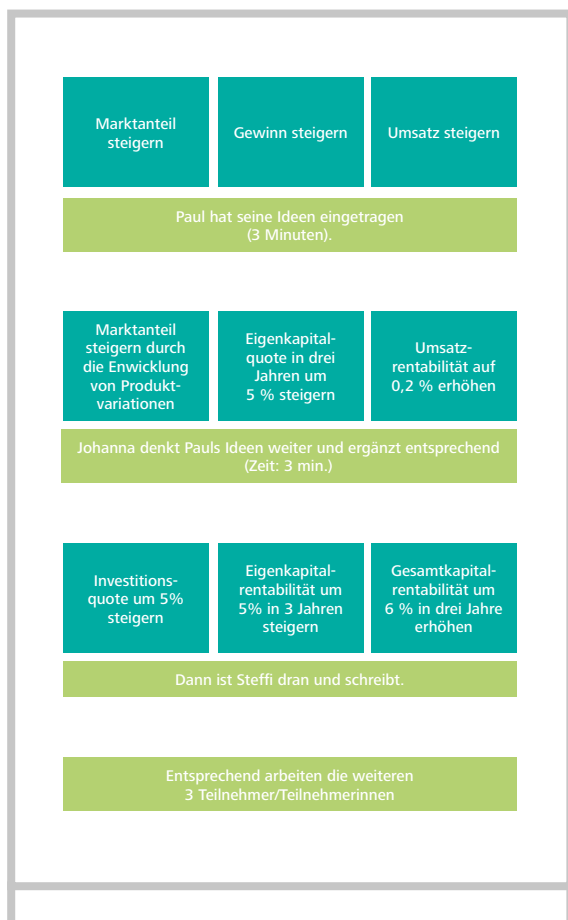 Marktanteil
steigern
Gewinn steigern
Umsatz steigern
Paul hat seine Ideen eingetragen
(3 Minuten).
Marktanteil
steigern durch
die Enwicklung
von Produkt-
variationen
Eigenkapital-
quote in drei
Jahren um
5 % steigern
Umsatz-
rentabilität auf
0,2 % erhöhen
Johanna denkt Pauls Ideen weiter und ergänzt entsprechend
(Zeit: 3 min.)
Investitions-
quote um 5%
steigern
Eigenkapital-
rentabilität um
5% in 3 Jahren
steigern
Gesamtkapital-
rentabilität um
6 % in drei Jahre
erhöhen
Dann ist Steffi dran und schreibt.
Entsprechend arbeiten die weiteren
3 Teilnehmer/Teilnehmerinnen